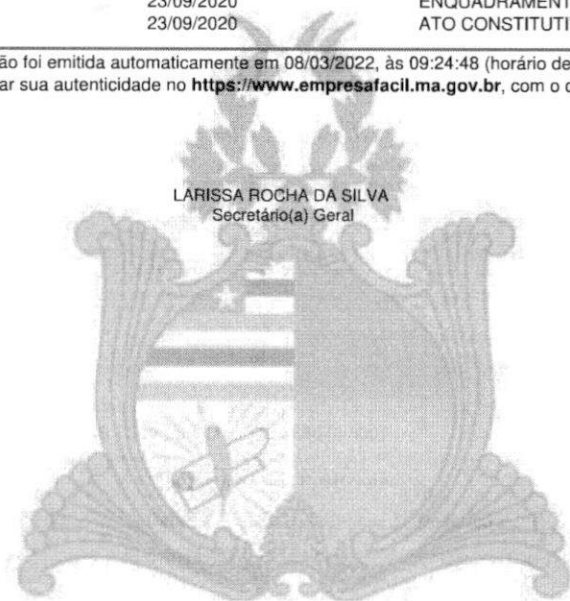 23/09/2020 ENQUADRAMENT
23/09/2020 ATO CONSTITUTI
ão foi emitida automaticamente em 08/03/2022, às 09:24:48 (horário de
ar sua autenticidade no https://www.empresafacil.ma.gov.br, com o c
LARISSA ROCHA DA SILVA
Secretário(a) Geral